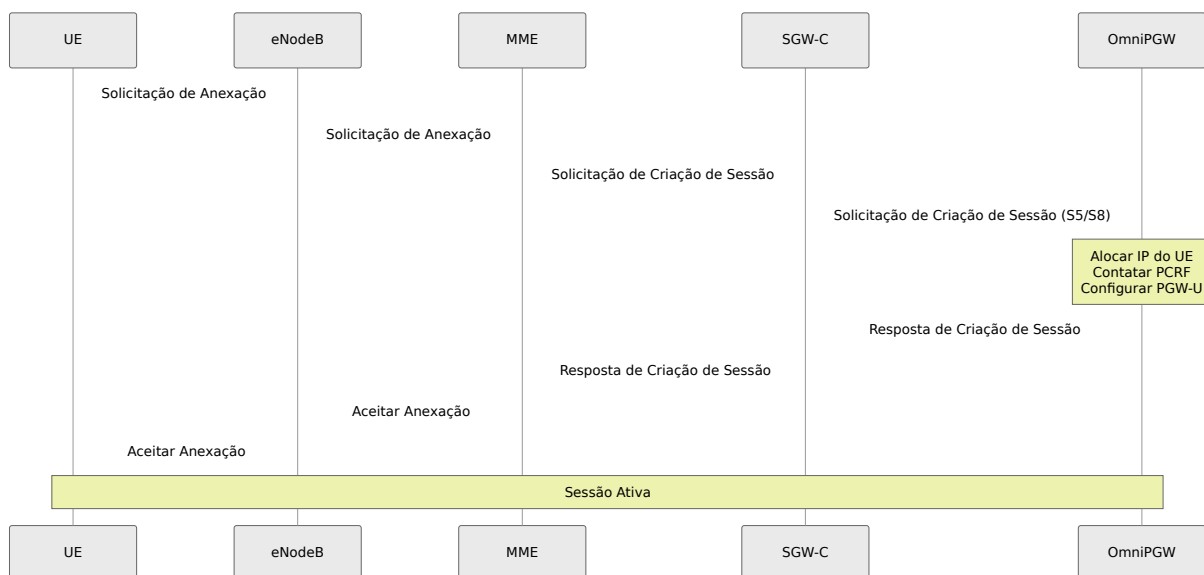 UE
eNodeB
MME
SGW-C
OmniPGW
Solicitação de Anexação
Solicitação de Anexação
Solicitação de Criação de Sessão
Solicitação de Criação de Sessão (S5/S8)
Alocar IP do UE
Contatar PCRF
Configurar PGW-U
Resposta de Criação de Sessão
Resposta de Criação de Sessão
Aceitar Anexação
Aceitar Anexação
Sessão Ativa
UE
eNodeB
MME
SGW-C
OmniPGW